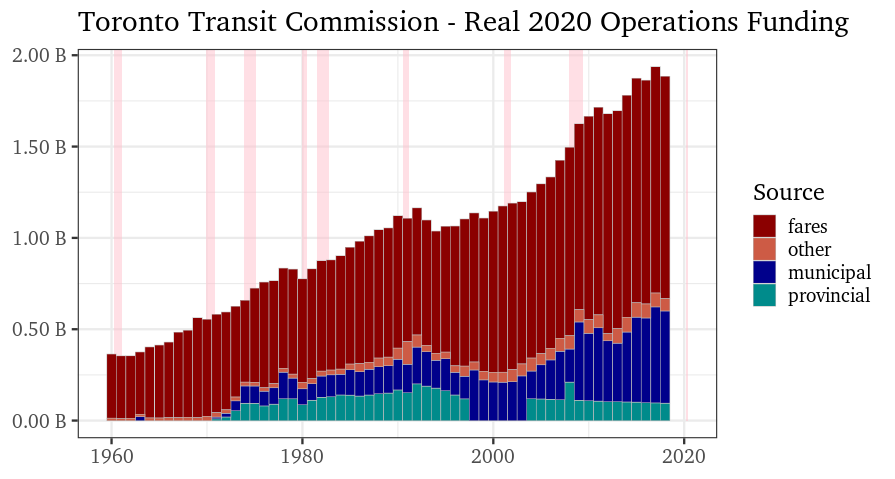 Toronto Transit Commission - Real 2020 Operations Funding
2.00 B
1.50 B
1.00 B
0.50 B
0.00 B
1960 1980 2000 2020
Source
fares
other
municipal
provincial